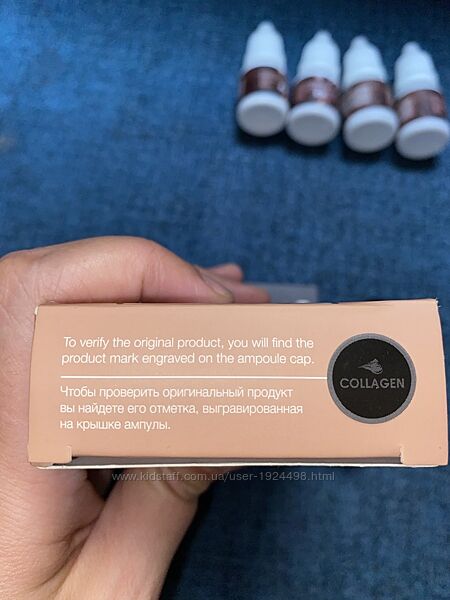 To verify the original product, you will find the
product mark engraved on the ampoule cap.
COLLAGEN
Чтобы проверить оригинальный продукт
вы найдете его отметка, выгравированная
на крышке ампулы.
www.kidstaff.com.ua/user-1924498.html